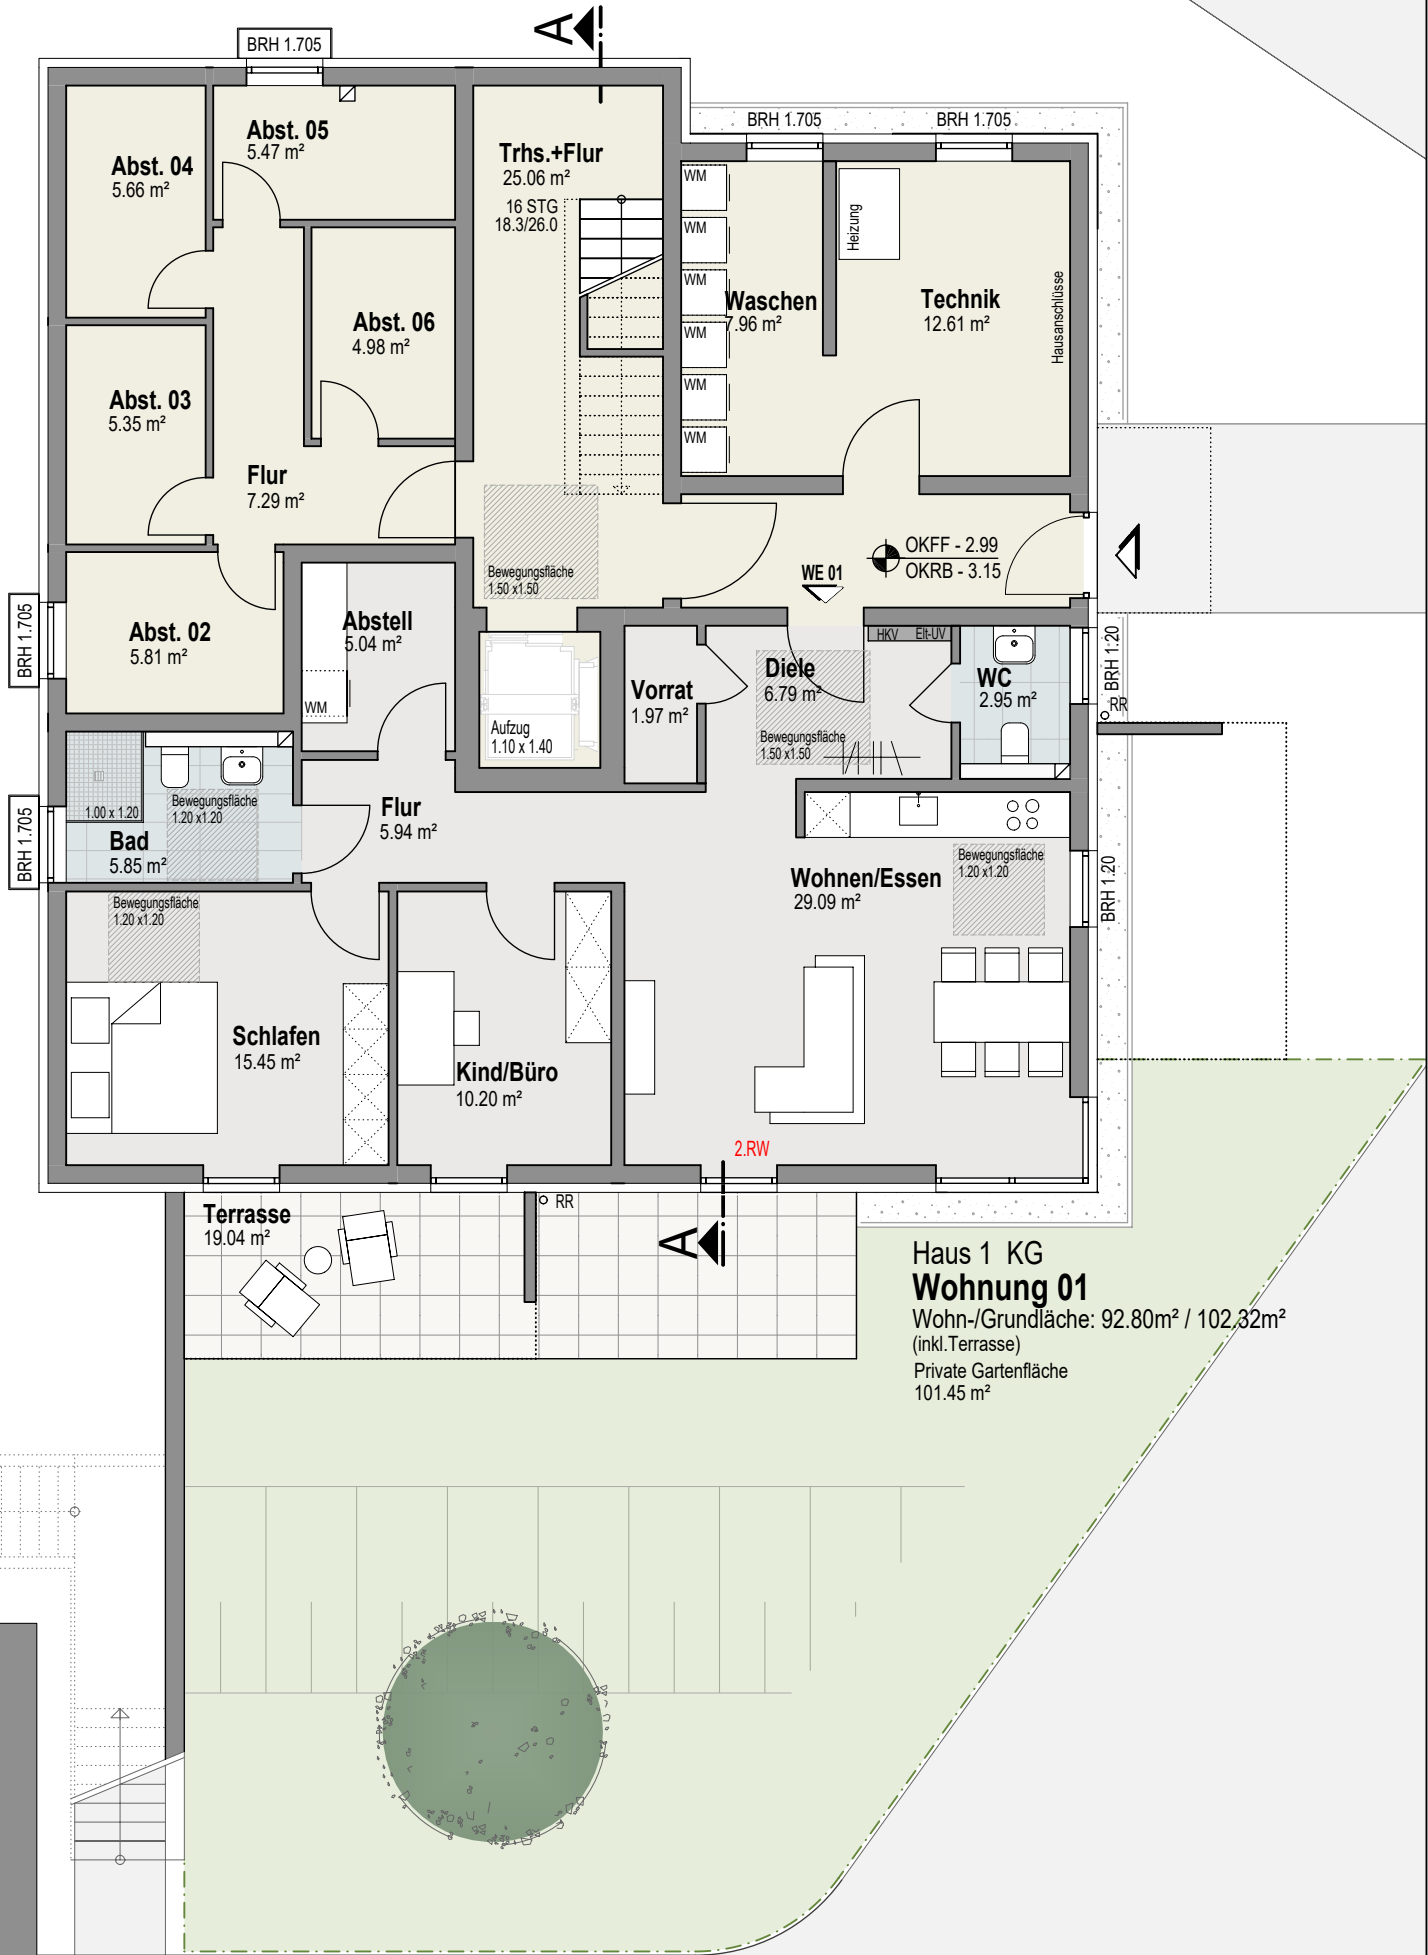 BRH 1.705
A
Abst. 04
5.66 m²
Abst. 05
5.47 m²
Trhs.+Flur
25.06 m²
16 STG
18.3/26.0
BRH 1.705
BRH 1.705
WM
WM
WM
WM
WM
WM
Waschen
7.96 m²
Heizung
Technik
12.61 m²
Hausanschlüsse
Abst. 06
4.98 m²
Abst. 03
5.35 m²
Flur
7.29 m²
Bewegungsfläche
1.50 x1.50
WE 01
OKFF - 2.99
OKRB - 3.15
BRH 1.705
Abst. 02
5.81 m²
Abstell
5.04 m²
WM
Aufzug
1.10 x 1.40
Vorrat
1.97 m²
Diele
6.79 m²
Bewegungsfläche
1.50 x1.50
HKV
Elt-UV
WC
2.95 m²
BRH 1.20
RR
BRH 1.705
1.00 x 1.20
Bewegungsfläche
1.20 x1.20
Bad
5.85 m²
Flur
5.94 m²
Wohnen/Essen
29.09 m²
Bewegungsfläche
1.20 x1.20
BRH 1.20
Bewegungsfläche
1.20 x1.20
Schlafen
15.45 m²
Kind/Büro
10.20 m²
2.RW
Terrasse
19.04 m²
RR
A
Haus 1 KG
Wohnung 01
Wohn-/Grundläche: 92.80m² / 102.32m²
(inkl.Terrasse)
Private Gartenfläche
101.45 m²